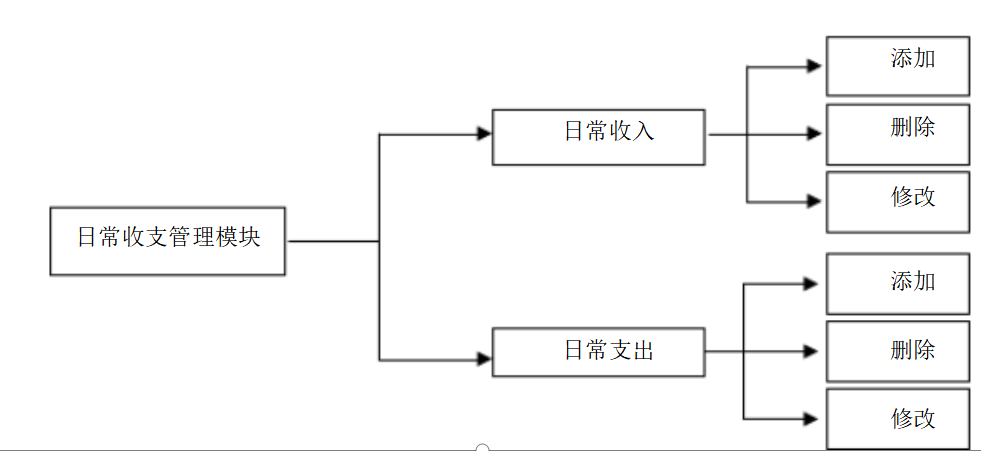 日常收支管理模块
日常收入
添加
删除
修改
日常支出
添加
删除
修改